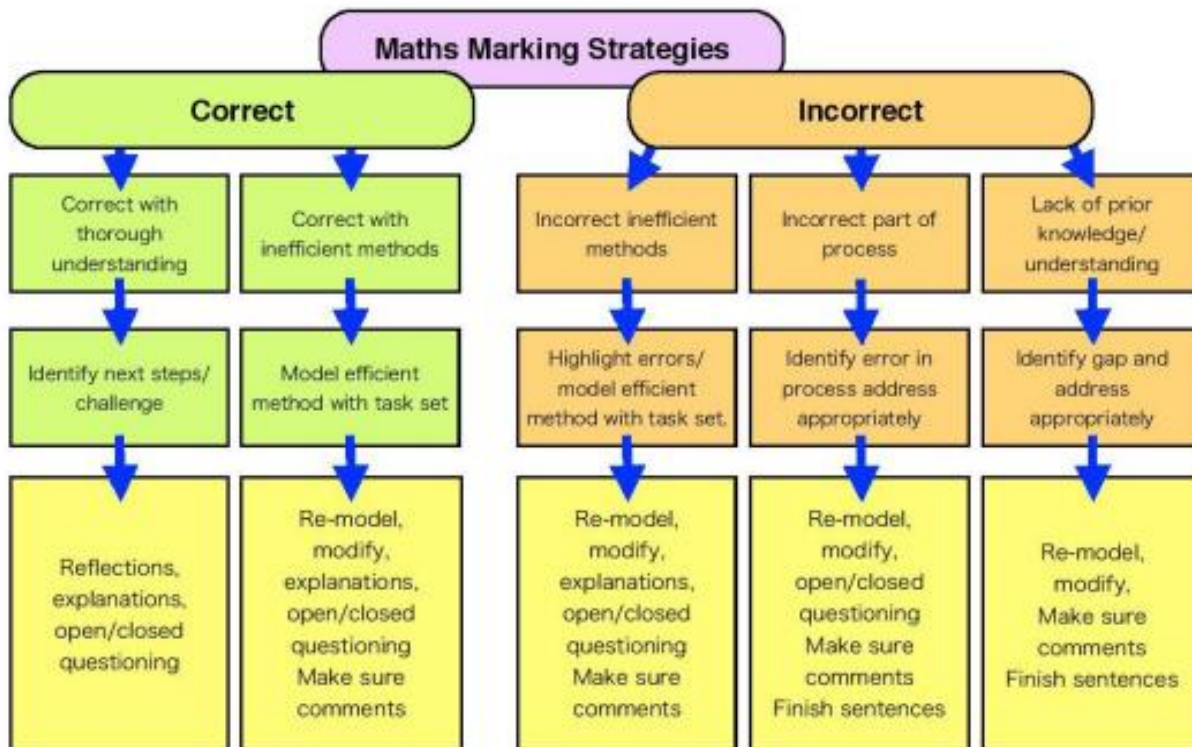 Maths Marking Strategies
Correct
Incorrect
Correct with
thorough
understanding
Correct with
inefficient methods
Incorrect inefficient
methods
Incorrect part of
process
Lack of prior
knowledge/
understanding
Identify next steps/
challenge
Model efficient
method with task set
Highlight errors/
model efficient
method with task set.
Identify error in
process address
appropriately
Identify gap and
address
appropriately
Reflections,
explanations,
open/closed
questioning
Re-model,
modify,
explanations,
open/closed
questioning
Make sure
comments
Re-model,
modify,
explanations,
open/closed
questioning
Make sure
comments
Re-model,
modify,
open/closed
questioning
Make sure
comments
Finish sentences
Re-model,
modify,
Make sure
comments
Finish sentences